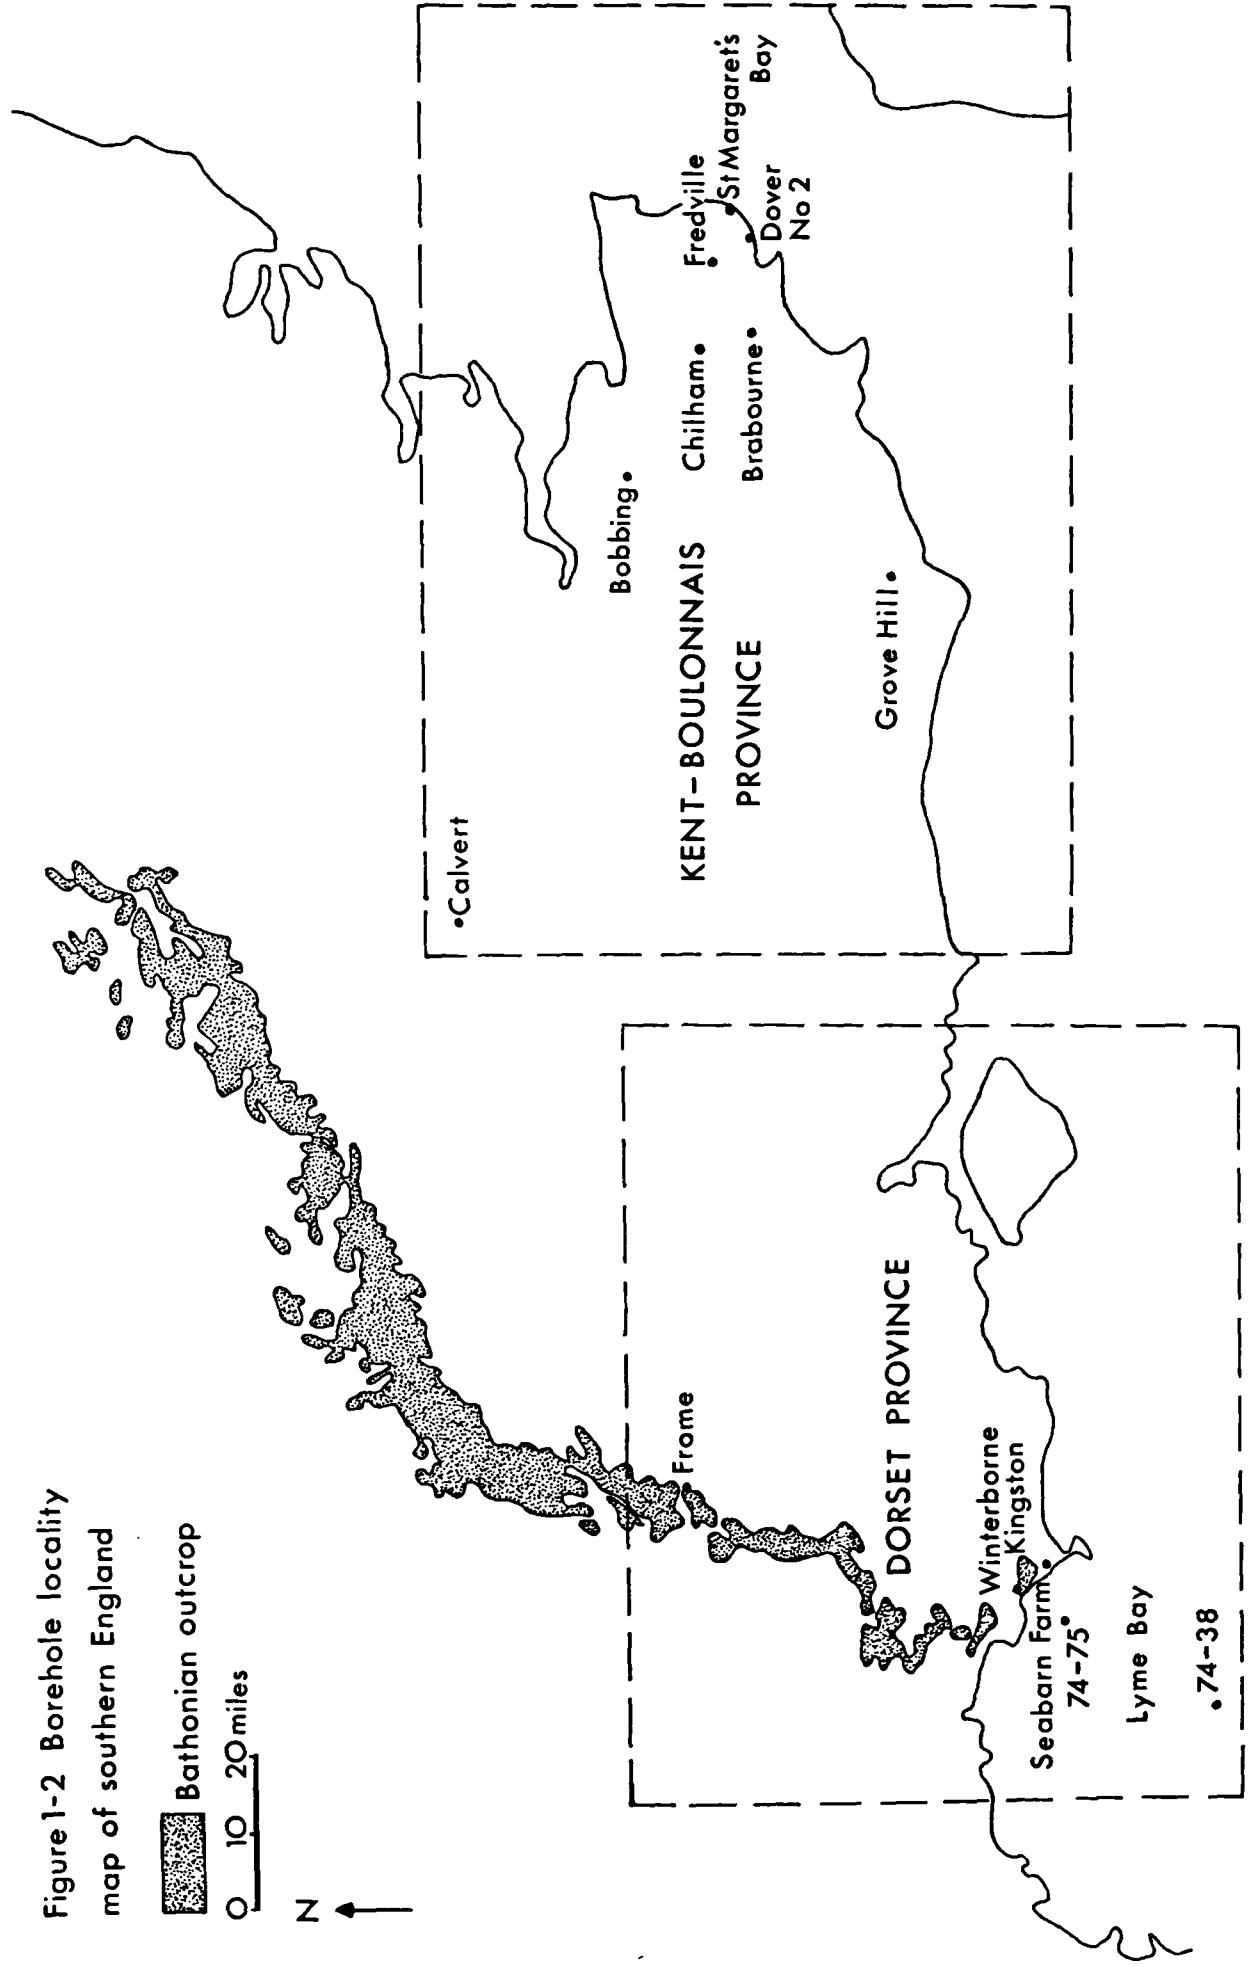 Figure 1-2 Borehole locality
map of southern England
Bathonian outcrop
0 10 20 miles
N
Calvert
Bobbing
KENT-BOULONNAIS
PROVINCE
Chilham
Brabourne
Fredville
St Margaret's
Bay
Dover
No 2
Grove Hill
Frome
DORSET PROVINCE
Winterborne
Kingston
Seabarn Farm
74-75
Lyme Bay
74-38